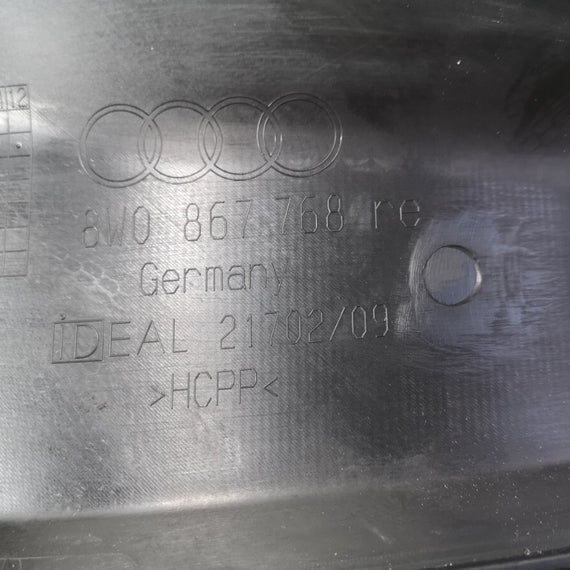 8W0 867 768 re
Germany
iDEAL 21702/09
>HCPP<